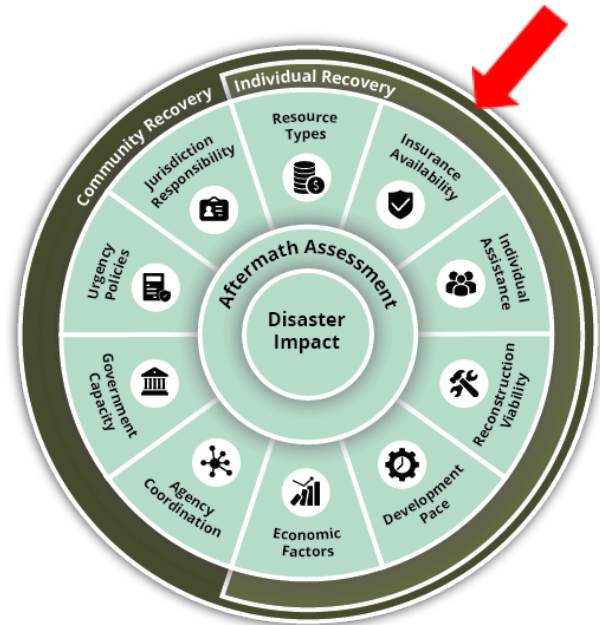 Individual Recovery
Community Recovery
Resource
Types
Insurance
Availability
Individual
Assistance
Reconstruction
Viability
Development
Pace
Economic
Factors
Agency
Coordination
Government
Capacity
Urgency
Policies
Jurisdiction
Responsibility
Aftermath Assessment
Disaster
Impact
$